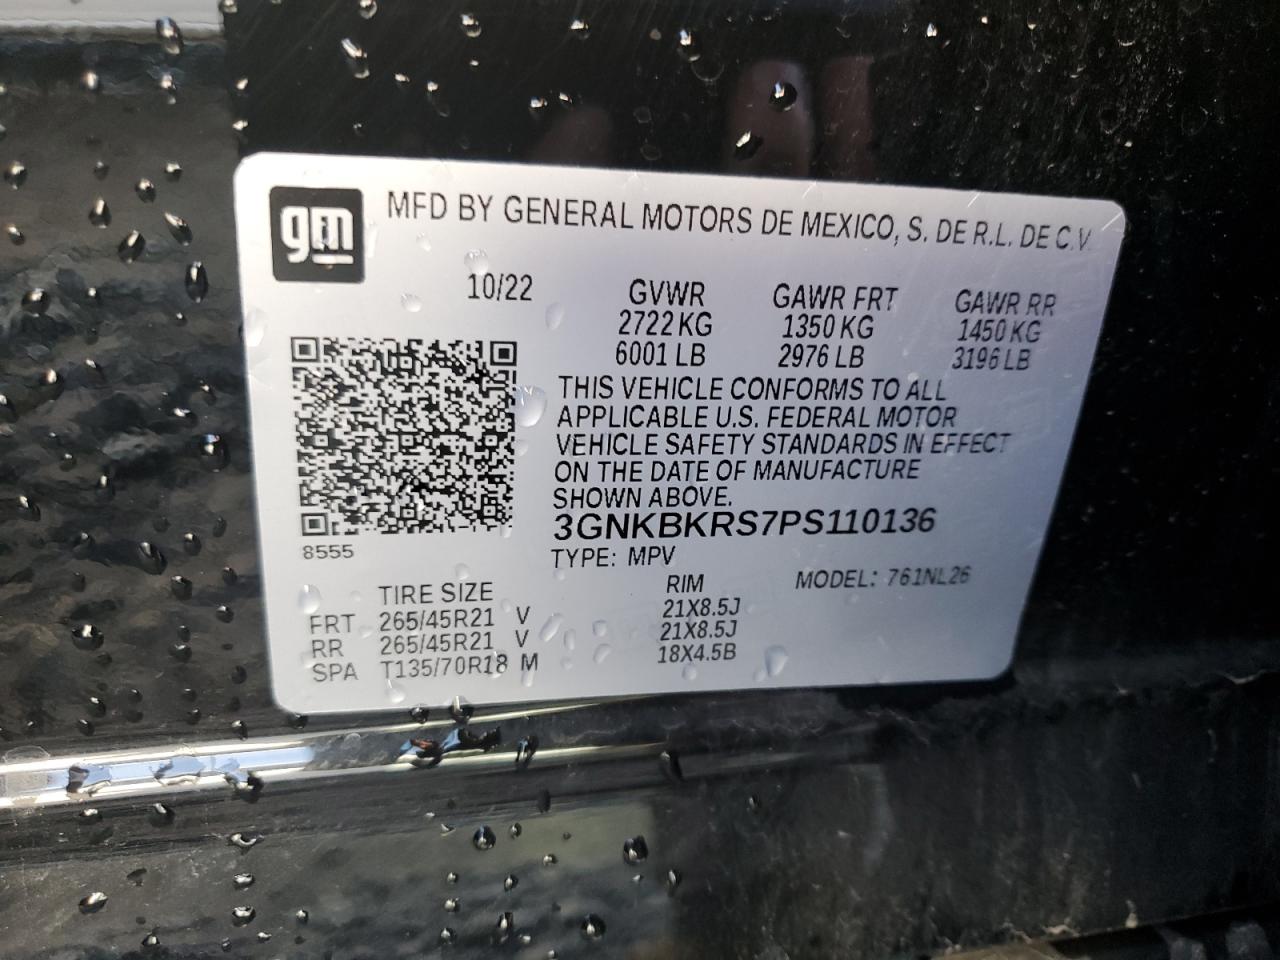 gm
MFD BY GENERAL MOTORS DE MEXICO, S. DE R.L. DE C.V.
10/22 GVWR GAWR FRT GAWR RR
2722 KG 1350 KG 1450 KG
6001 LB 2976 LB 3196 LB
THIS VEHICLE CONFORMS TO ALL
APPLICABLE U.S. FEDERAL MOTOR
VEHICLE SAFETY STANDARDS IN EFFECT
ON THE DATE OF MANUFACTURE
SHOWN ABOVE.
3GNKBKRS7PS110136
8555
TYPE: MPV MODEL: 761NL26
TIRE SIZE RIM
FRT 265/45R21 V 21X8.5J
RR 265/45R21 V 21X8.5J
SPA T135/70R18 M 18X4.5B